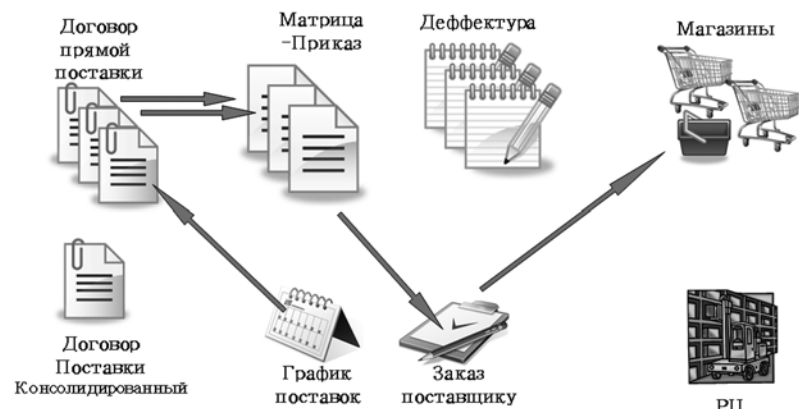 Договор
прямой
поставки
Матрица
-Приказ
Деффектура
Магазины
Договор
Поставки
Консолидированный
График
поставок
Заказ
поставщику
РЦ